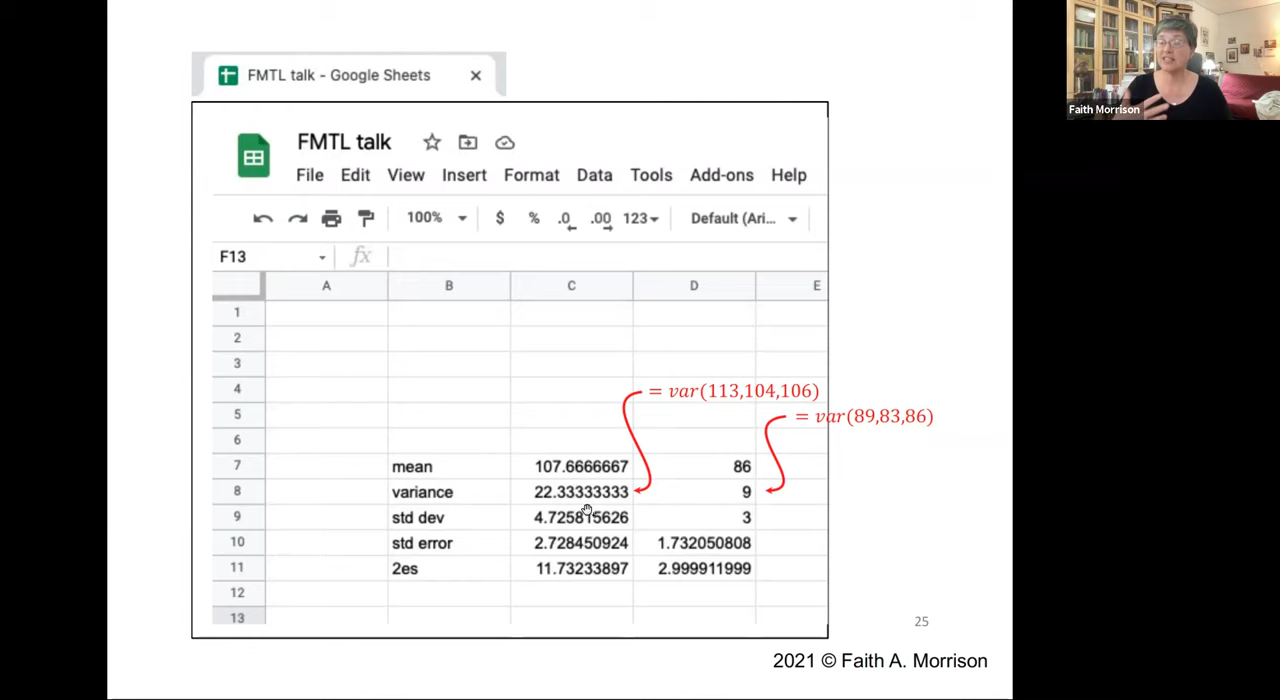 FMTL talk - Google Sheets
Faith Morrison
FMTL talk
File Edit View Insert Format Data Tools Add-ons Help
100% $ % .0 .00 123 Default (Ari...
F13 fx
A B C D E
1
2
3
4 = var(113,104,106)
5 = var(89,83,86)
6
7 mean 107.6666667 86
8 variance 22.33333333 9
9 std dev 4.725815626 3
10 std error 2.728450924 1.732050808
11 2es 11.73233897 2.999911999
12
13
25
2021 © Faith A. Morrison